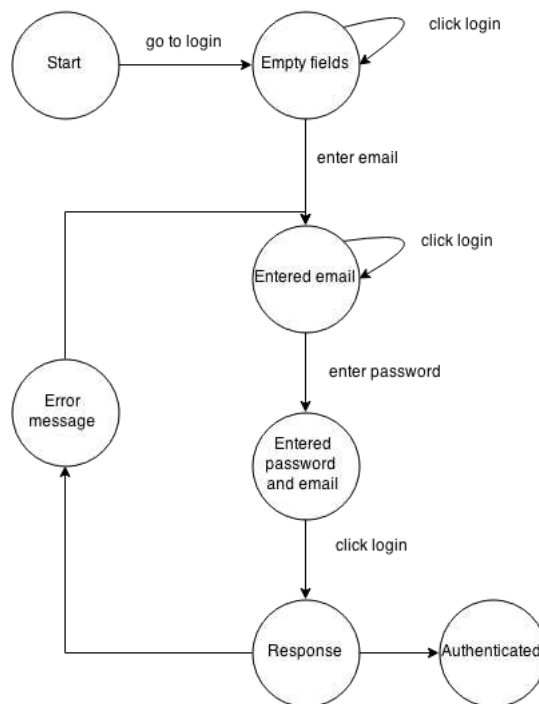 Start
go to login
Empty fields
click login
enter email
Entered email
click login
enter password
Error
message
Entered
password
and email
click login
Response
Authenticated